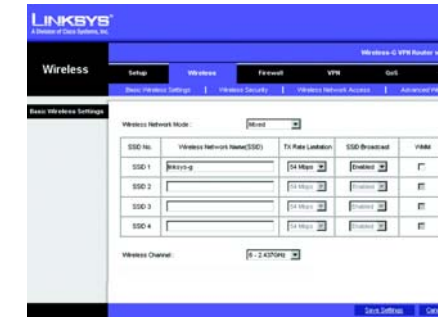 LINKSYS®
A Division of Cisco Systems, Inc.
Wireless-G VPN Router w
Wireless
Setup Wireless Firewall VPN QoS
Basic Wireless Settings | Wireless Security | Wireless Network Access | Advanced Wi
Basic Wireless Settings
Wireless Network Mode: Mixed
SSID No. Wireless Network Name(SSID) TX Rate Limitation SSID Broadcast WMM
SSID 1 linksys-g 54 Mbps Enabled
SSID 2 54 Mbps Enabled
SSID 3 54 Mbps Enabled
SSID 4 54 Mbps Enabled
Wireless Channel: 6 - 2.437GHz
Save Settings Canc